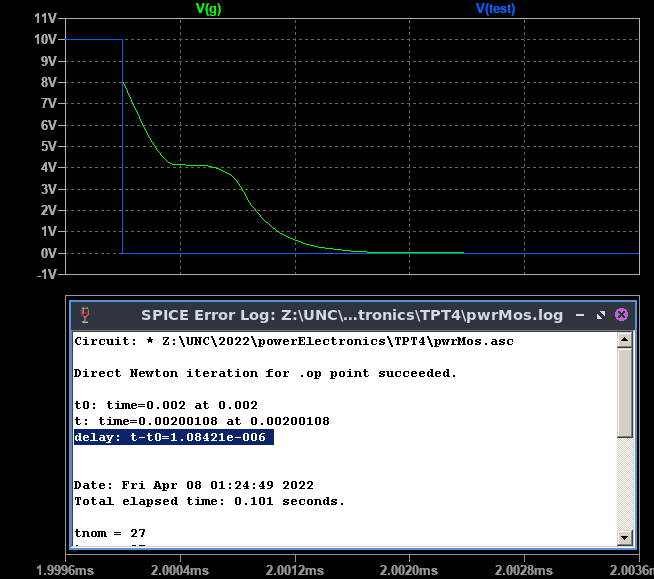 V(g) V(test)
11V
10V
9V
8V
7V
6V
5V
4V
3V
2V
1V
0V
-1V
SPICE Error Log: Z:\UNC\...tronics\TPT4\pwrMos.log
Circuit: * Z:\UNC\2022\powerElectronics\TPT4\pwrMos.asc
Direct Newton iteration for .op point succeeded.
t0: time=0.002 at 0.002
t: time=0.00200108 at 0.00200108
delay: t-t0=1.08421e-006
Date: Fri Apr 08 01:24:49 2022
Total elapsed time: 0.101 seconds.
tnom = 27
1.9996ms 2.0004ms 2.0012ms 2.0020ms 2.0028ms 2.0036m